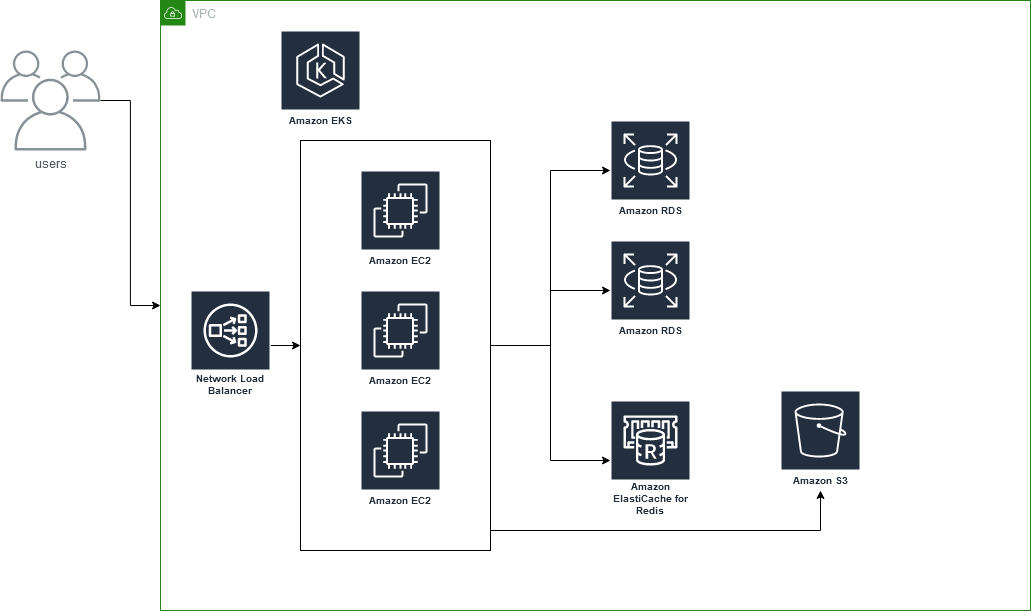 VPC
users
Amazon EKS
Amazon EC2
Amazon EC2
Amazon EC2
Network Load
Balancer
Amazon RDS
Amazon RDS
R
Amazon
ElastiCache for
Redis
Amazon S3
K